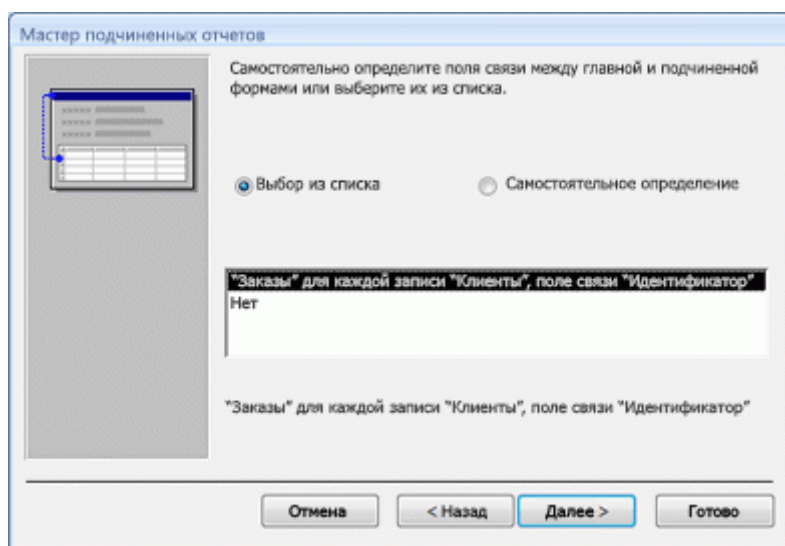 Мастер подчиненных отчетов
Самостоятельно определите поля связи между главной и подчиненной
формами или выберите их из списка.
Выбор из списка
Самостоятельное определение
"Заказы" для каждой записи "Клиенты", поле связи "Идентификатор"
Нет
"Заказы" для каждой записи "Клиенты", поле связи "Идентификатор"
Отмена
< Назад
Далее >
Готово